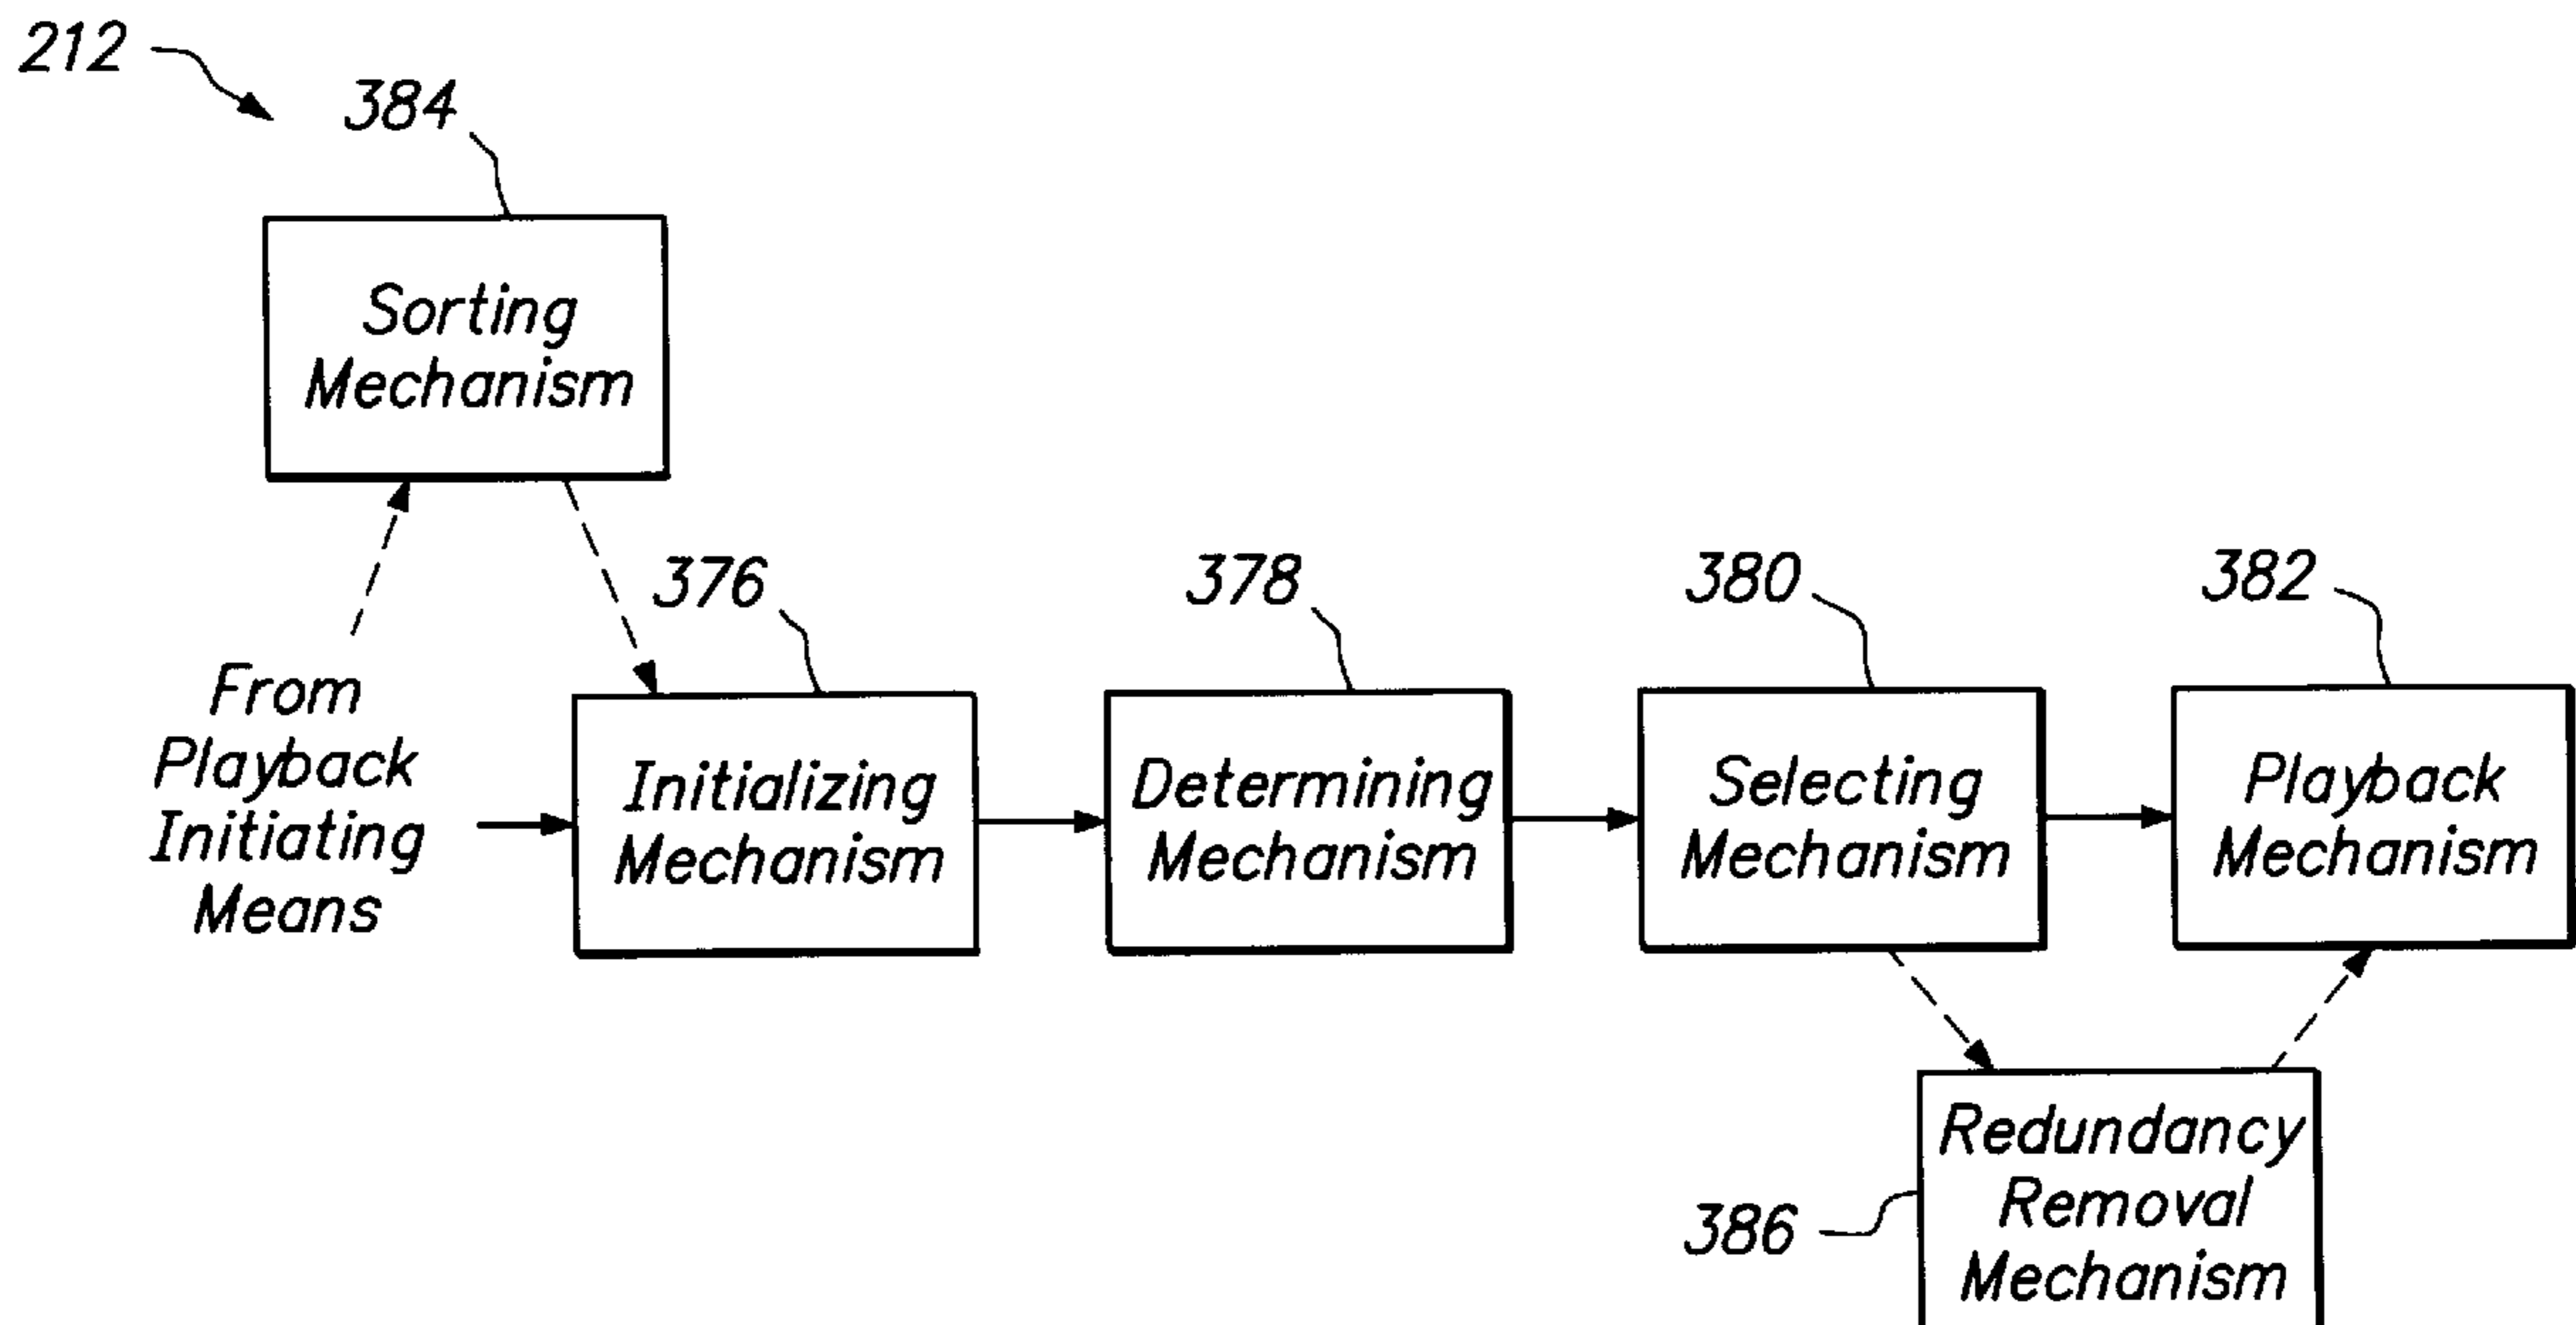 212
384
Sorting
Mechanism
376
378
380
382
From
Playback
Initiating
Means
Initializing
Mechanism
Determining
Mechanism
Selecting
Mechanism
Playback
Mechanism
386
Redundancy
Removal
Mechanism